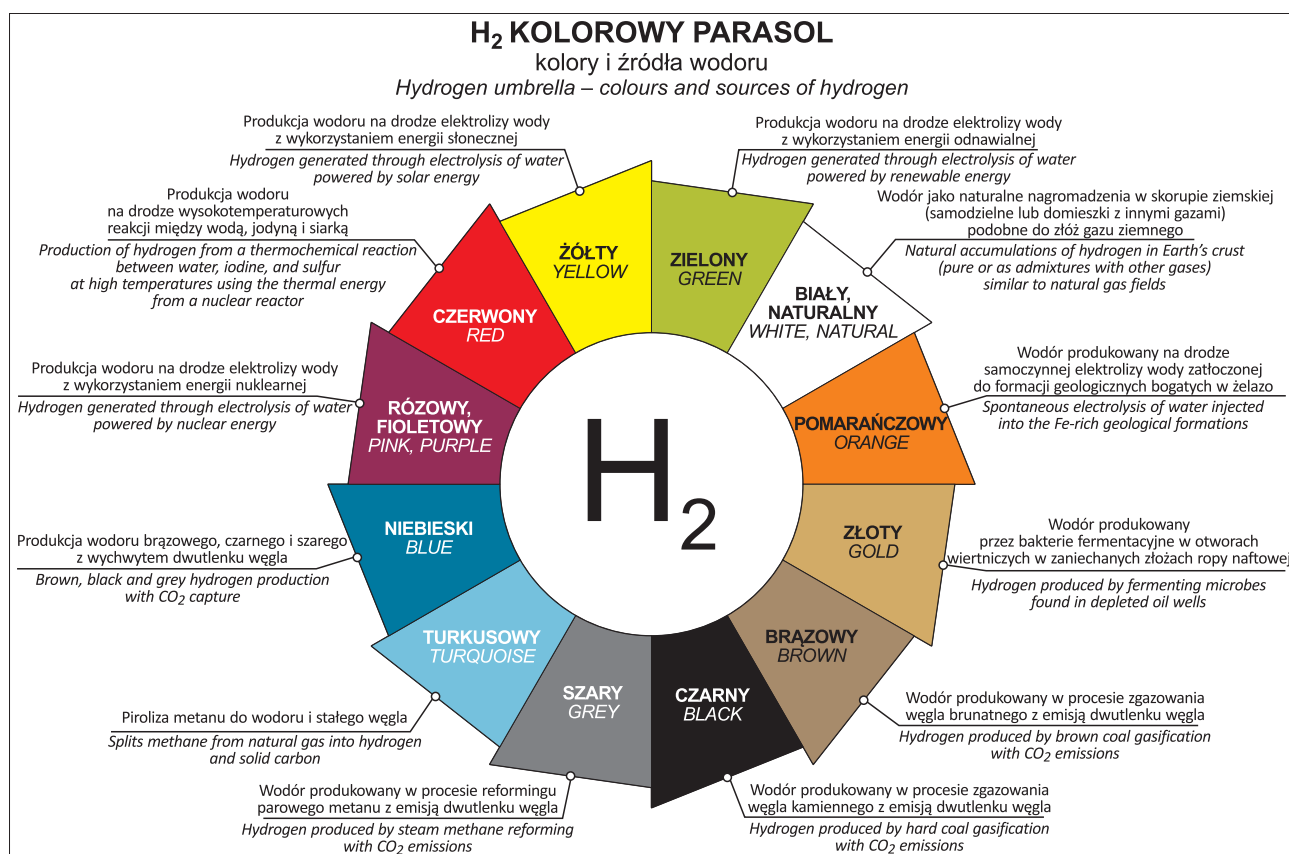 H₂ KOLOROWY PARASOL
kolory i źródła wodoru
Hydrogen umbrella – colours and sources of hydrogen
Produkcja wodoru na drodze elektrolizy wody
z wykorzystaniem energii słonecznej
Hydrogen generated through electrolysis of water
powered by solar energy
Produkcja wodoru na drodze elektrolizy wody
z wykorzystaniem energii odnawialnej
Hydrogen generated through electrolysis of water
powered by renewable energy
Produkcja wodoru
na drodze wysokotemperaturowych
reakcji między wodą, jodyną i siarką
Production of hydrogen from a thermochemical reaction
between water, iodine, and sulfur
at high temperatures using the thermal energy
from a nuclear reactor
Wodór jako naturalne nagromadzenia w skorupie ziemskiej
(samodzielne lub domieszki z innymi gazami)
podobne do złóż gazu ziemnego
Natural accumulations of hydrogen in Earth's crust
(pure or as admixtures with other gases)
similar to natural gas fields
ŻÓŁTY
YELLOW
ZIELONY
GREEN
CZERWONY
RED
BIAŁY,
NATURALNY
WHITE, NATURAL
Produkcja wodoru na drodze elektrolizy wody
z wykorzystaniem energii nuklearnej
Hydrogen generated through electrolysis of water
powered by nuclear energy
RÓZOWY,
FIOLETOWY
PINK, PURPLE
POMARAŃCZOWY
ORANGE
Wodór produkowany na drodze
samoczynnej elektrolizy wody zatłoczonej
do formacji geologicznych bogatych w żelazo
Spontaneous electrolysis of water injected
into the Fe-rich geological formations
H₂
Produkcja wodoru brązowego, czarnego i szarego
z wychwytem dwutlenku węgla
Brown, black and grey hydrogen production
with CO₂ capture
NIEBIESKI
BLUE
ZŁOTY
GOLD
Wodór produkowany
przez bakterie fermentacyjne w otworach
wiertniczych w zaniechanych złożach ropy naftowej
Hydrogen produced by fermenting microbes
found in depleted oil wells
TURKUSOWY
TURQUOISE
BRĄZOWY
BROWN
SZARY
GREY
CZARNY
BLACK
Piroliza metanu do wodoru i stałego węgla
Splits methane from natural gas into hydrogen
and solid carbon
Wodór produkowany w procesie zgazowania
węgla brunatnego z emisją dwutlenku węgla
Hydrogen produced by brown coal gasification
with CO₂ emissions
Wodór produkowany w procesie reformingu
parowego metanu z emisją dwutlenku węgla
Hydrogen produced by steam methane reforming
with CO₂ emissions
Wodór produkowany w procesie zgazowania
węgla kamiennego z emisją dwutlenku węgla
Hydrogen produced by hard coal gasification
with CO₂ emissions